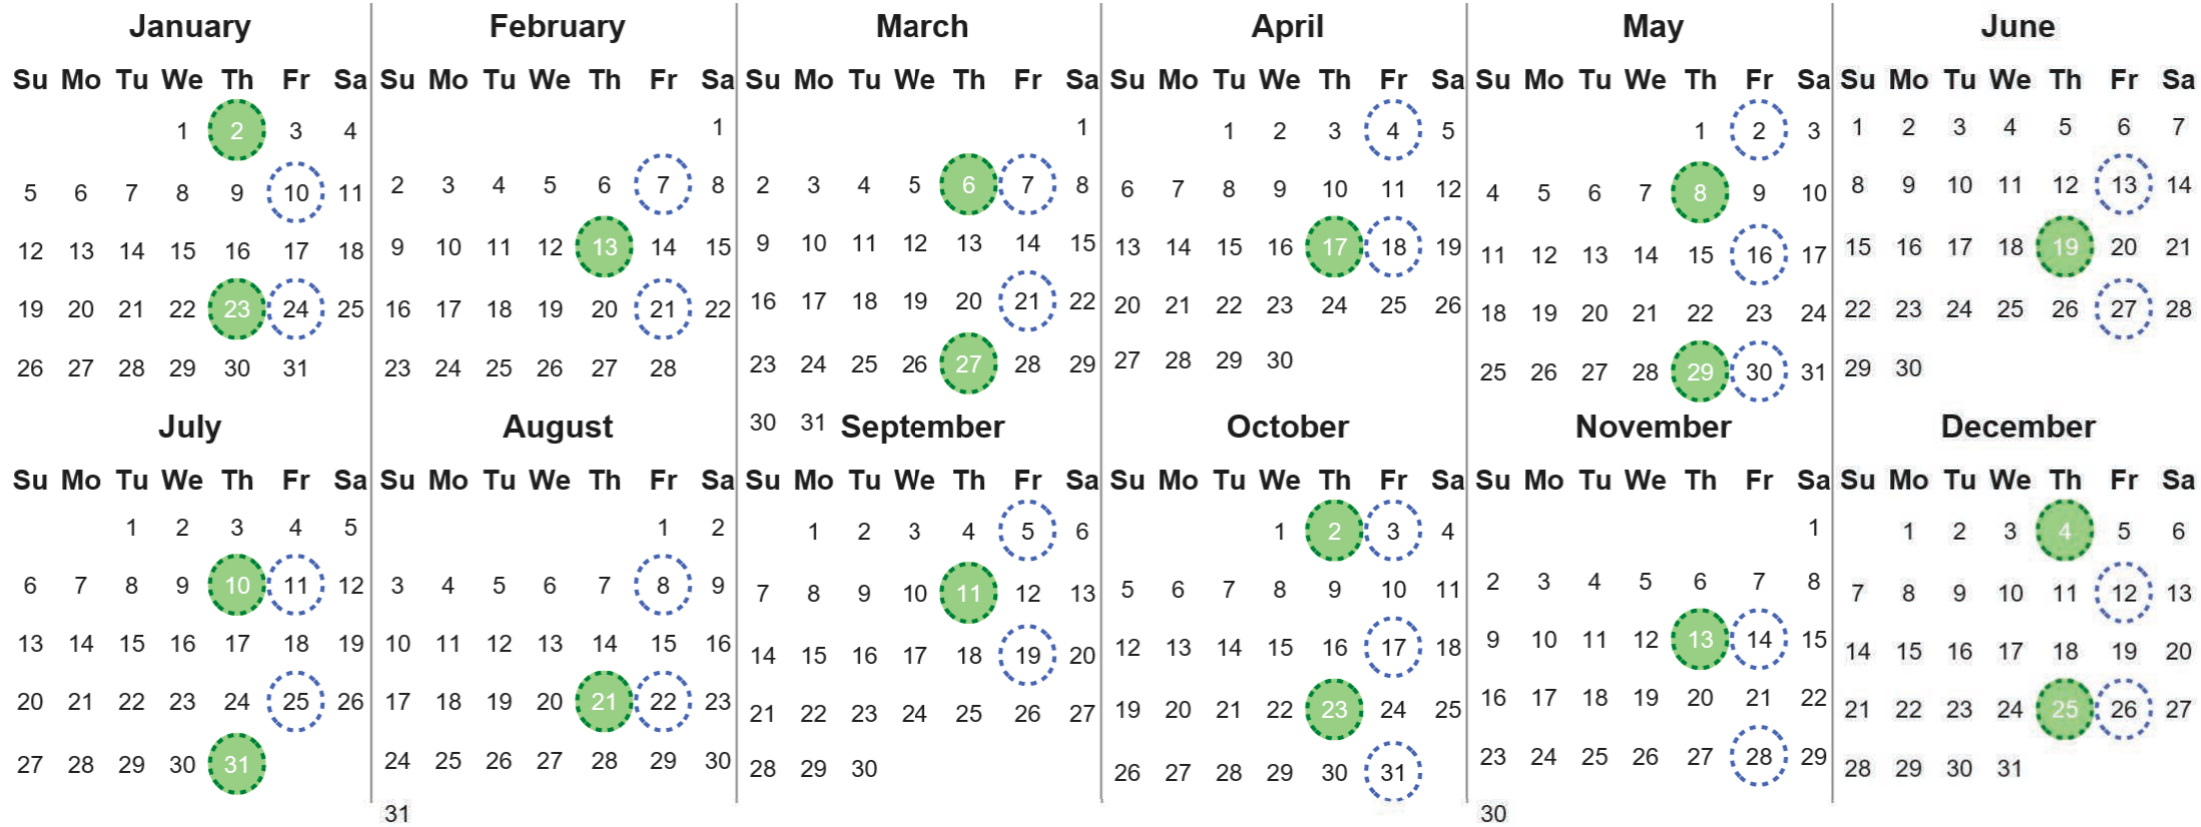 January
Su Mo Tu We Th Fr Sa
1 2 3 4
5 6 7 8 9 10 11
12 13 14 15 16 17 18
19 20 21 22 23 24 25
26 27 28 29 30 31
February
Su Mo Tu We Th Fr Sa
1
2 3 4 5 6 7 8
9 10 11 12 13 14 15
16 17 18 19 20 21 22
23 24 25 26 27 28
March
Su Mo Tu We Th Fr Sa
1
2 3 4 5 6 7 8
9 10 11 12 13 14 15
16 17 18 19 20 21 22
23 24 25 26 27 28 29
30 31
April
Su Mo Tu We Th Fr Sa
1 2 3 4 5
6 7 8 9 10 11 12
13 14 15 16 17 18 19
20 21 22 23 24 25 26
27 28 29 30
May
Su Mo Tu We Th Fr Sa
1 2 3
4 5 6 7 8 9 10
11 12 13 14 15 16 17
18 19 20 21 22 23 24
25 26 27 28 29 30 31
June
Su Mo Tu We Th Fr Sa
1 2 3 4 5 6 7
8 9 10 11 12 13 14
15 16 17 18 19 20 21
22 23 24 25 26 27 28
29 30
July
Su Mo Tu We Th Fr Sa
1 2 3 4 5
6 7 8 9 10 11 12
13 14 15 16 17 18 19
20 21 22 23 24 25 26
27 28 29 30 31
August
Su Mo Tu We Th Fr Sa
1 2
3 4 5 6 7 8 9
10 11 12 13 14 15 16
17 18 19 20 21 22 23
24 25 26 27 28 29 30
31
September
Su Mo Tu We Th Fr Sa
1 2 3 4 5 6
7 8 9 10 11 12 13
14 15 16 17 18 19 20
21 22 23 24 25 26 27
28 29 30
October
Su Mo Tu We Th Fr Sa
1 2 3 4
5 6 7 8 9 10 11
12 13 14 15 16 17 18
19 20 21 22 23 24 25
26 27 28 29 30 31
November
Su Mo Tu We Th Fr Sa
1
2 3 4 5 6 7 8
9 10 11 12 13 14 15
16 17 18 19 20 21 22
23 24 25 26 27 28 29
30
December
Su Mo Tu We Th Fr Sa
1 2 3 4 5 6
7 8 9 10 11 12 13
14 15 16 17 18 19 20
21 22 23 24 25 26 27
28 29 30 31